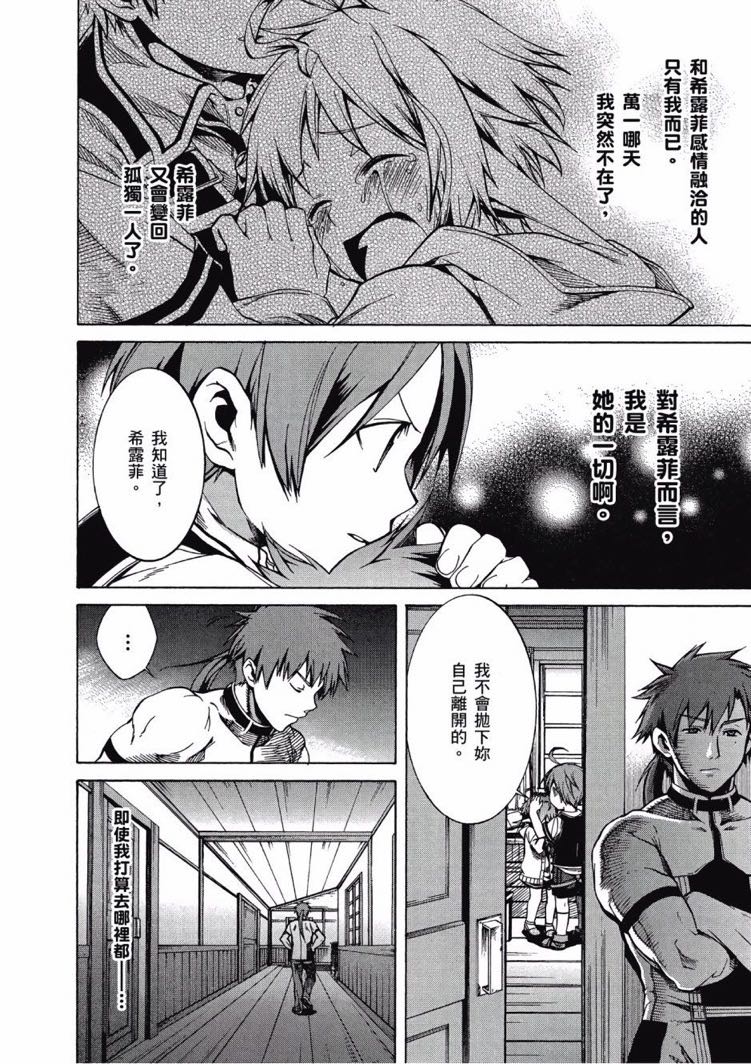 和希露菲感情融洽的人
只有我而已。
萬一哪天
我突然不在了，
希露菲
又會變回
孤獨一人了。
對希露菲而言，
我是
她的一切啊。
我知道了，
希露菲。
我不會拋下妳
自己離開的。
…
即使我打算去哪裡都——…